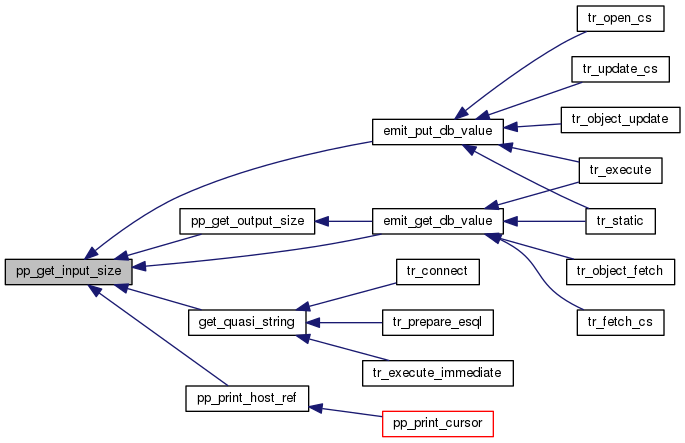 tr_open_cs
tr_update_cs
tr_object_update
emit_put_db_value
tr_execute
pp_get_output_size
emit_get_db_value
tr_static
pp_get_input_size
tr_connect
tr_object_fetch
get_quasi_string
tr_prepare_esql
tr_fetch_cs
tr_execute_immediate
pp_print_host_ref
pp_print_cursor